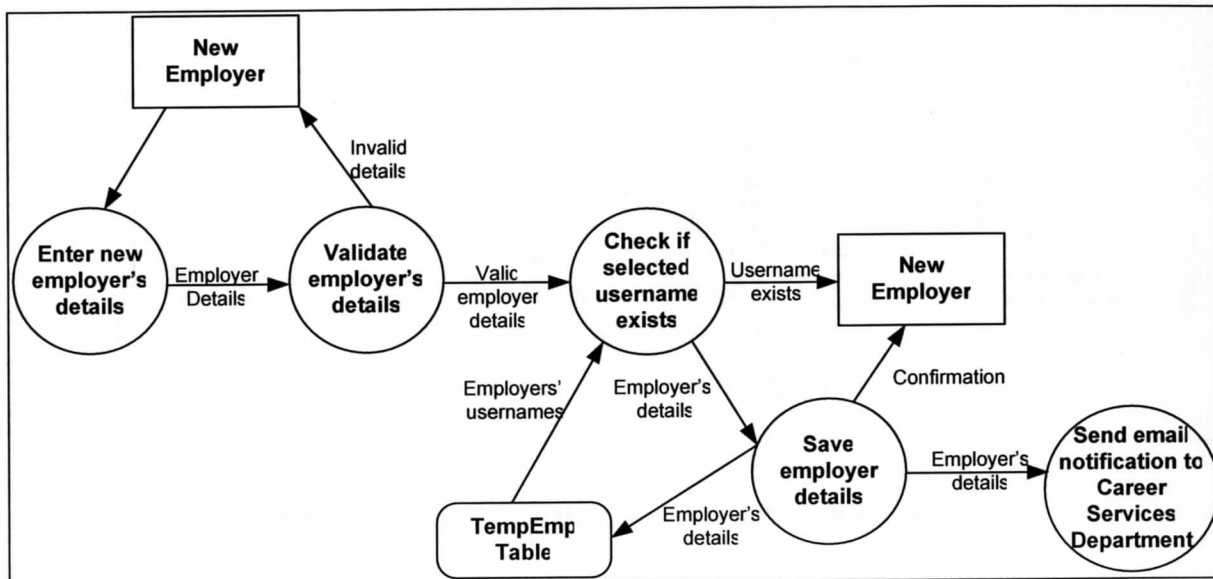 New
Employer
Invalid
details
Enter new
employer's
details
Employer
Details
Validate
employer's
details
Valic
employer
details
Check if
selected
username
exists
Username
exists
New
Employer
Employers'
usernames
Employer's
details
Confirmation
Save
employer
details
Employer's
details
Send email
notification to
Career
Services
Department
TempEmp
Table
Employer's
details